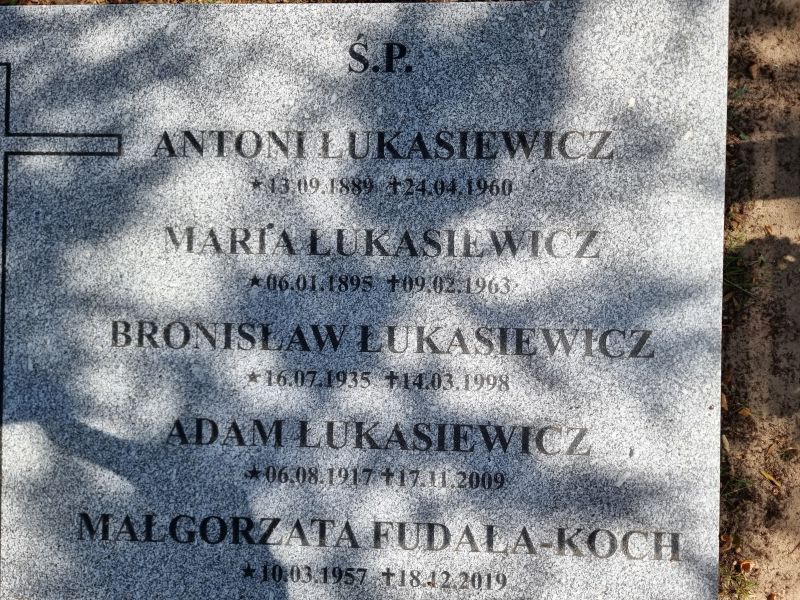 Ś.P.
ANTONI ŁUKASIEWICZ
★13.09.1889 ✝24.04.1960
MARIA ŁUKASIEWICZ
★06.01.1895 ✝09.02.1963
BRONISŁAW ŁUKASIEWICZ
★16.07.1935 ✝14.03.1998
ADAM ŁUKASIEWICZ
★06.08.1917 ✝17.11.2009
MAŁGORZATA FUDAŁA-KOCH
★10.03.1957 ✝18.12.2019